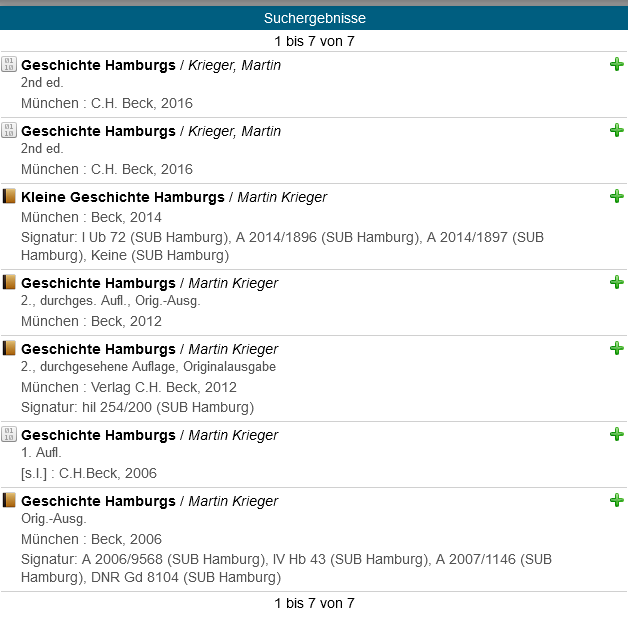 Suchergebnisse
1 bis 7 von 7
Geschichte Hamburgs / Krieger, Martin
2nd ed.
München : C.H. Beck, 2016
Geschichte Hamburgs / Krieger, Martin
2nd ed.
München : C.H. Beck, 2016
Kleine Geschichte Hamburgs / Martin Krieger
München : Beck, 2014
Signatur: I Ub 72 (SUB Hamburg), A 2014/1896 (SUB Hamburg), A 2014/1897 (SUB
Hamburg), Keine (SUB Hamburg)
Geschichte Hamburgs / Martin Krieger
2., durchges. Aufl., Orig.-Ausg.
München : Beck, 2012
Geschichte Hamburgs / Martin Krieger
2., durchgesehene Auflage, Originalausgabe
München : Verlag C.H. Beck, 2012
Signatur: hil 254/200 (SUB Hamburg)
Geschichte Hamburgs / Martin Krieger
1. Aufl.
[s.l.] : C.H.Beck, 2006
Geschichte Hamburgs / Martin Krieger
Orig.-Ausg.
München : Beck, 2006
Signatur: A 2006/9568 (SUB Hamburg), IV Hb 43 (SUB Hamburg), A 2007/1146 (SUB
Hamburg), DNR Gd 8104 (SUB Hamburg)
1 bis 7 von 7